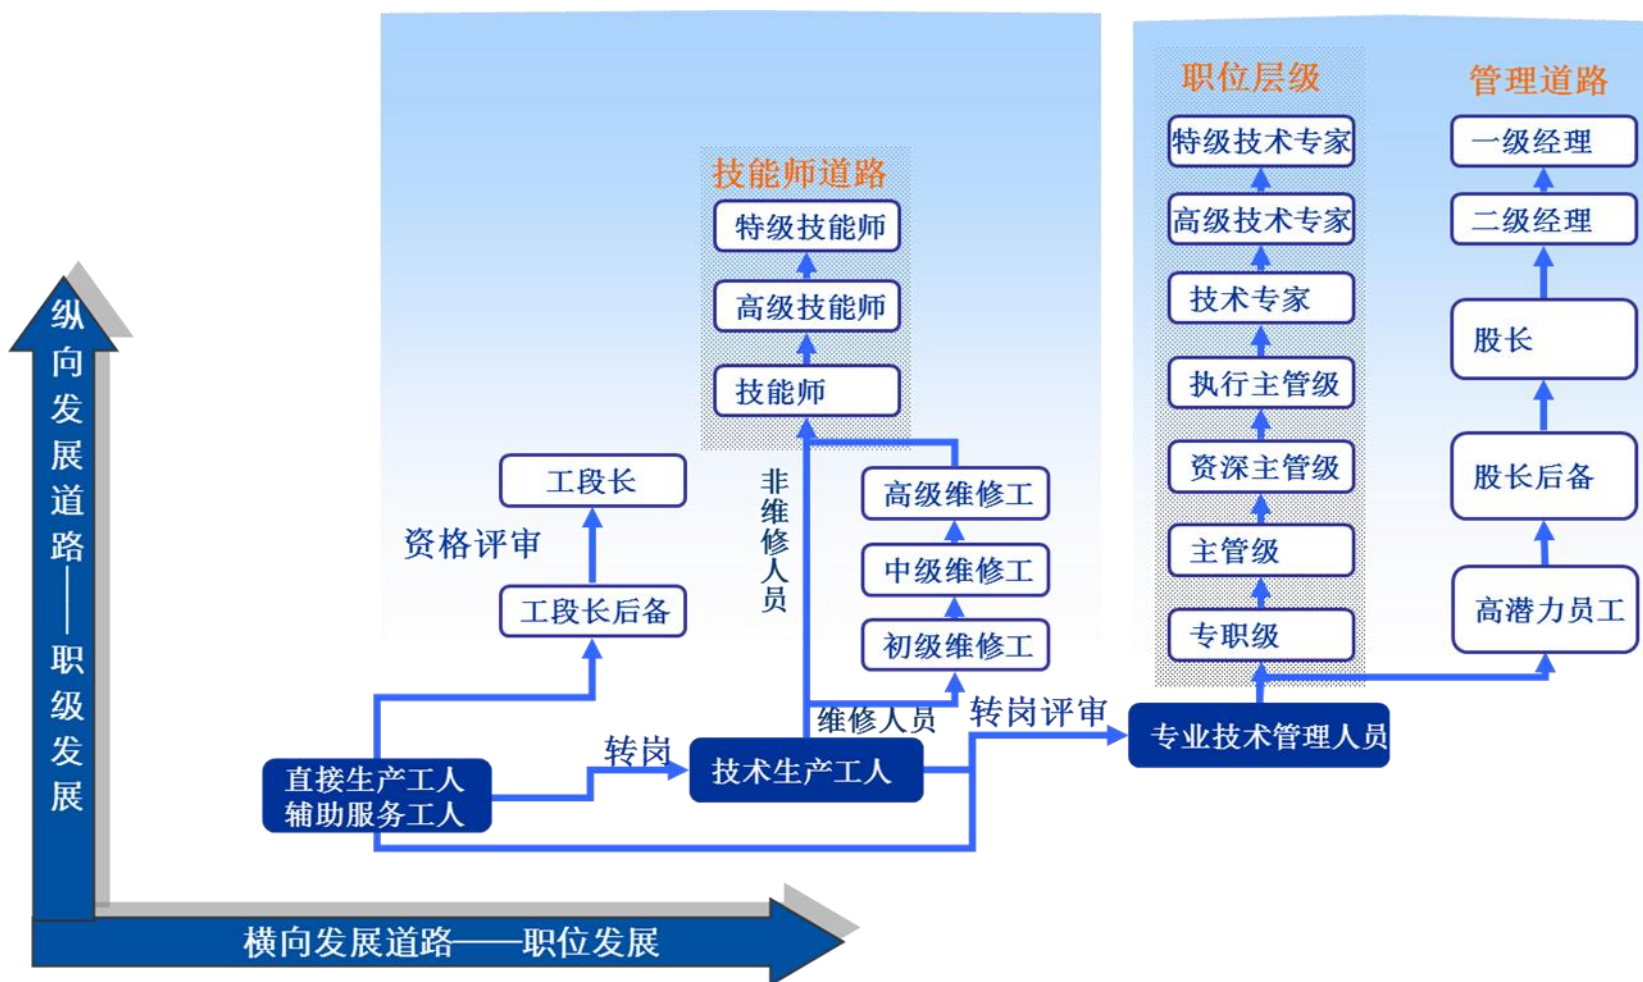 职位层级
管理道路
特级技术专家
一级经理
技能师道路
特级技能师
高级技术专家
二级经理
高级技能师
技术专家
股长
技能师
执行主管级
工段长
非维修人员
高级维修工
资深主管级
股长后备
资格评审
中级维修工
主管级
工段长后备
初级维修工
专职级
高潜力员工
维修人员
转岗评审
专业技术管理人员
转岗
技术生产工人
直接生产工人
辅助服务工人
纵向发展道路——职级发展
横向发展道路——职位发展